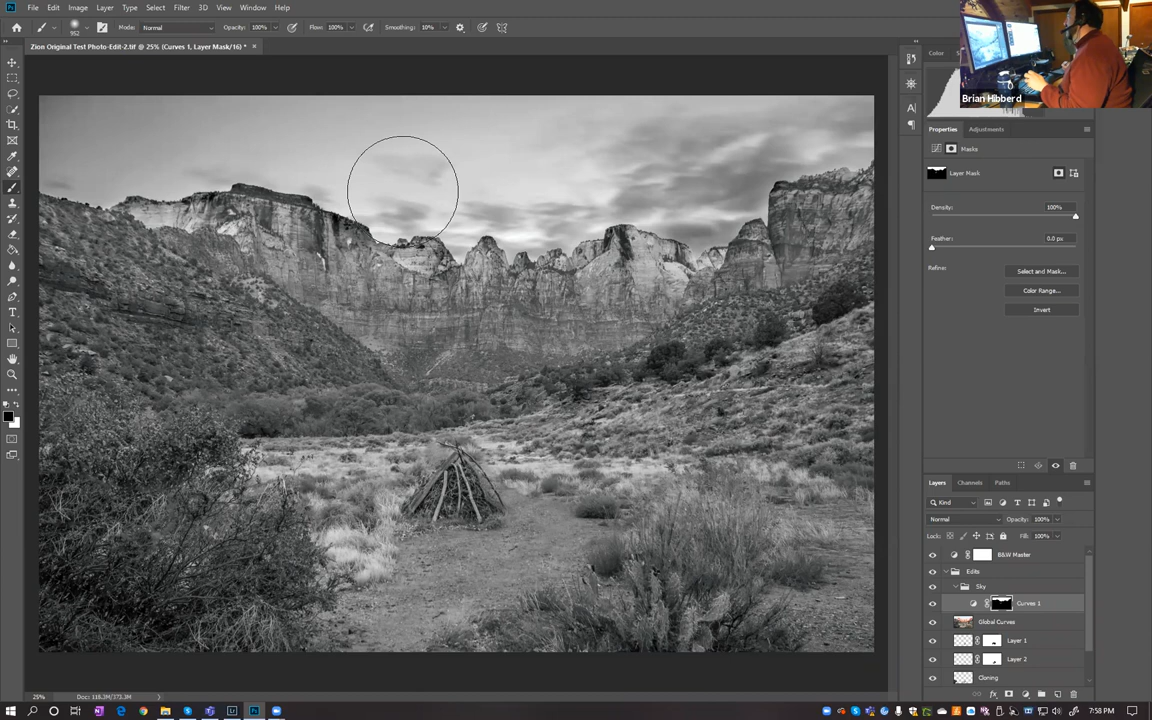 File Edit Image Layer Type Select Filter 3D View Window Help
952 Mode: Normal Opacity: 100% Flow: 100% Smoothing: 10%
Zion Original Test Photo-Edit-2.tif @ 25% (Curves 1, Layer Mask/16) *
Color
Brian Hibberd
Properties Adjustments
Masks
Layer Mask
Density: 100%
Feather: 0.0 px
Refine: Select and Mask...
Color Range...
Invert
Layers Channels Paths
Kind
Normal Opacity: 100%
Lock: Fill: 100%
B&W Master
Edits
Sky
Curves 1
Global Curves
Layer 1
Layer 2
Cloning
25% Doc: 118.3M/373.3M
7:58 PM